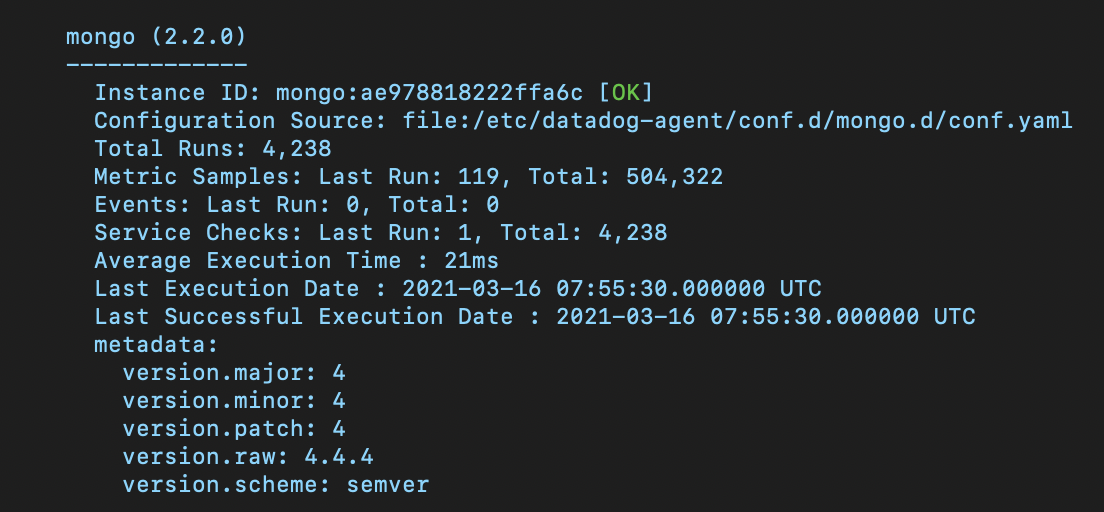 mongo (2.2.0)
-------------
Instance ID: mongo:ae978818222ffa6c [OK]
Configuration Source: file:/etc/datadog-agent/conf.d/mongo.d/conf.yaml
Total Runs: 4,238
Metric Samples: Last Run: 119, Total: 504,322
Events: Last Run: 0, Total: 0
Service Checks: Last Run: 1, Total: 4,238
Average Execution Time : 21ms
Last Execution Date : 2021-03-16 07:55:30.000000 UTC
Last Successful Execution Date : 2021-03-16 07:55:30.000000 UTC
metadata:
version.major: 4
version.minor: 4
version.patch: 4
version.raw: 4.4.4
version.scheme: semver